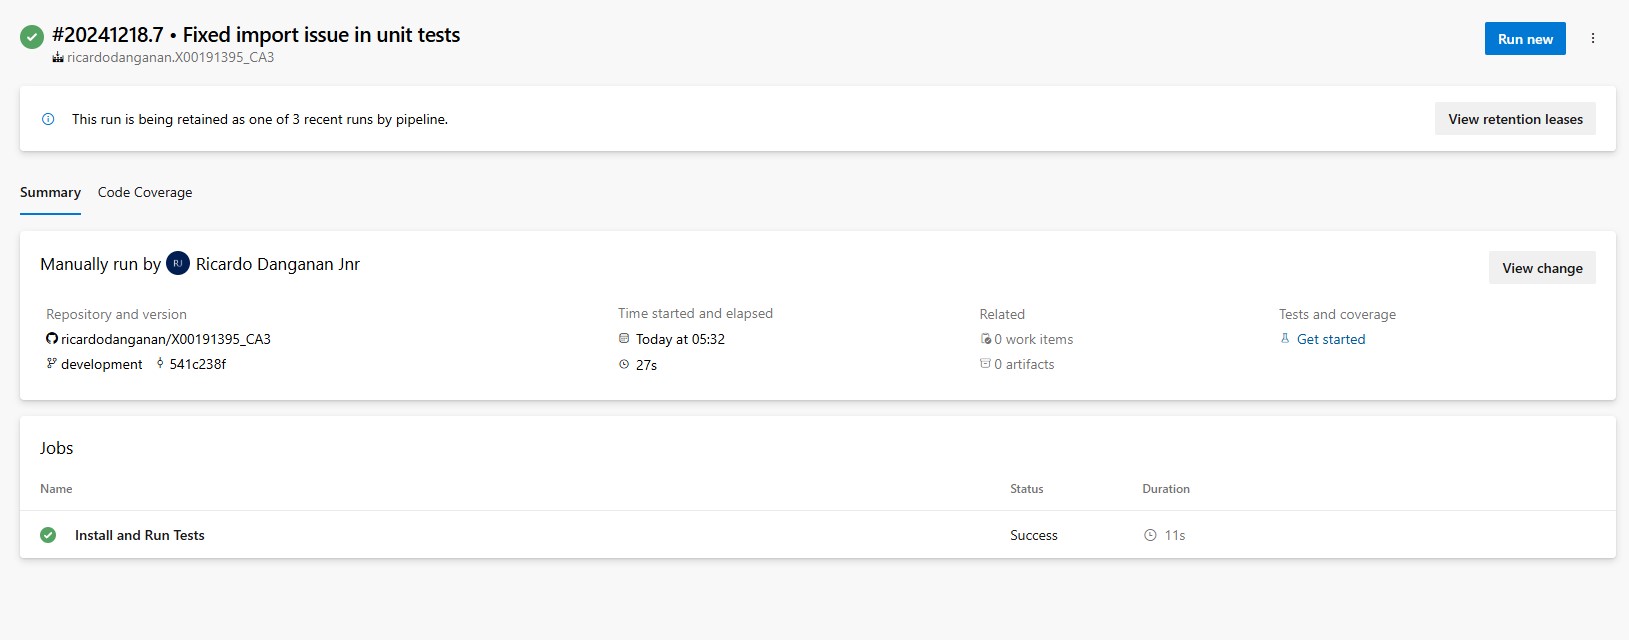 #20241218.7 • Fixed import issue in unit tests
Run new
ricardodanganan.X00191395_CA3
This run is being retained as one of 3 recent runs by pipeline.
View retention leases
Summary
Code Coverage
Manually run by RJ Ricardo Danganan Jnr
View change
Repository and version
Time started and elapsed
Related
Tests and coverage
ricardodanganan/X00191395_CA3
Today at 05:32
0 work items
Get started
development 541c238f
27s
0 artifacts
Jobs
Name
Status
Duration
Install and Run Tests
Success
11s